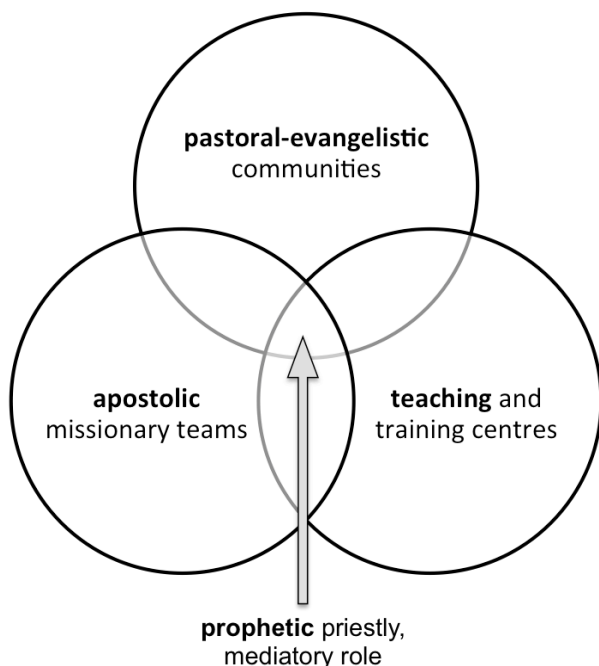 pastoral-evangelistic
communities
apostolic
missionary teams
teaching and
training centres
prophetic priestly,
mediatory role